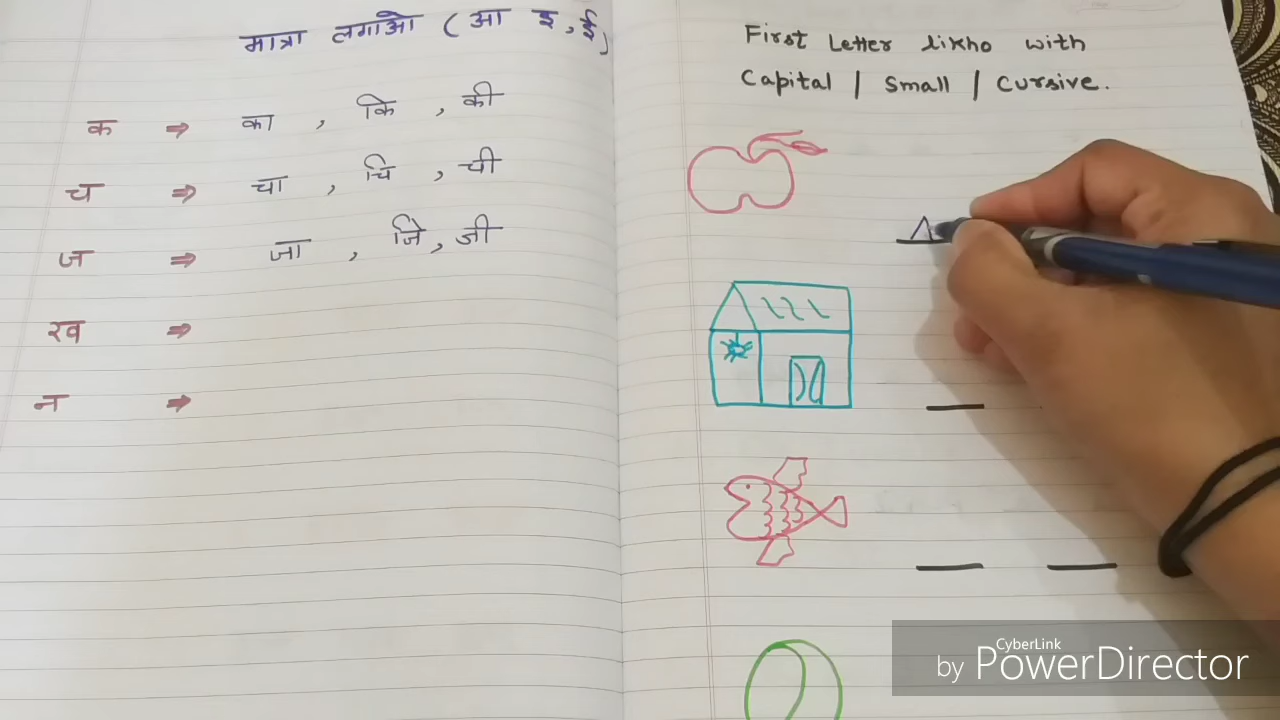 मात्रा लगाओ (आ इ, ई)
क ⇒ का , कि , की
च ⇒ चा , चि , ची
ज ⇒ जा , जि , जी
ख ⇒
न ⇒
First Letter likho with
Capital | Small | Cursive.
A
CyberLink
by PowerDirector